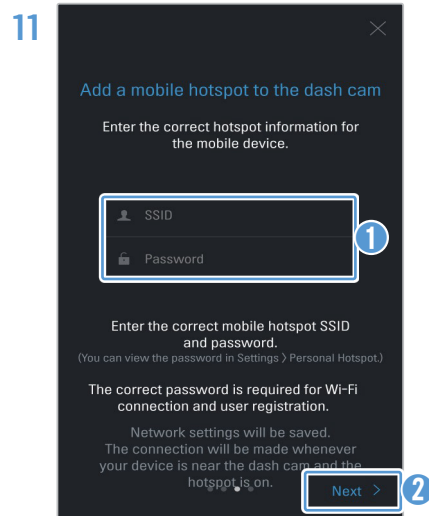 11
Add a mobile hotspot to the dash cam
Enter the correct hotspot information for
the mobile device.
SSID
1
Password
Enter the correct mobile hotspot SSID
and password.
(You can view the password in Settings 〉 Personal Hotspot.)
The correct password is required for Wi-Fi
connection and user registration.
Network settings will be saved.
The connection will be made whenever
your device is near the dash cam and the
hotspot is on.
Next >
2